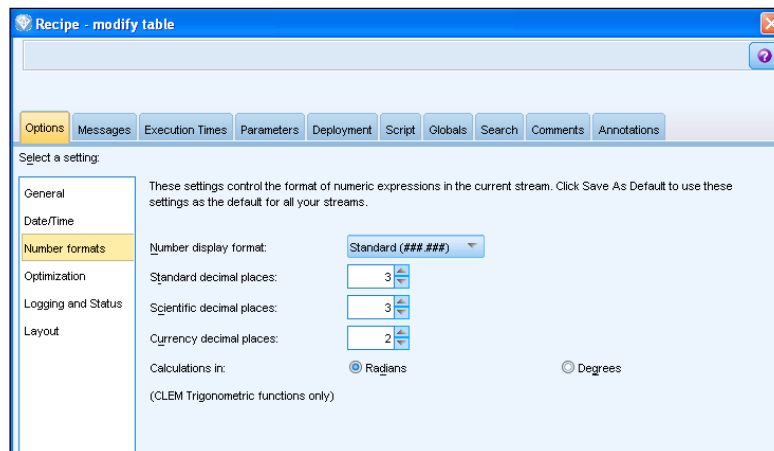 Recipe - modify table
Options Messages Execution Times Parameters Deployment Script Globals Search Comments Annotations
Select a setting:
General
Date/Time
Number formats
Optimization
Logging and Status
Layout
These settings control the format of numeric expressions in the current stream. Click Save As Default to use these
settings as the default for all your streams.
Number display format: Standard (###.###)
Standard decimal places: 3
Scientific decimal places: 3
Currency decimal places: 2
Calculations in: Radians Degrees
(CLEM Trigonometric functions only)